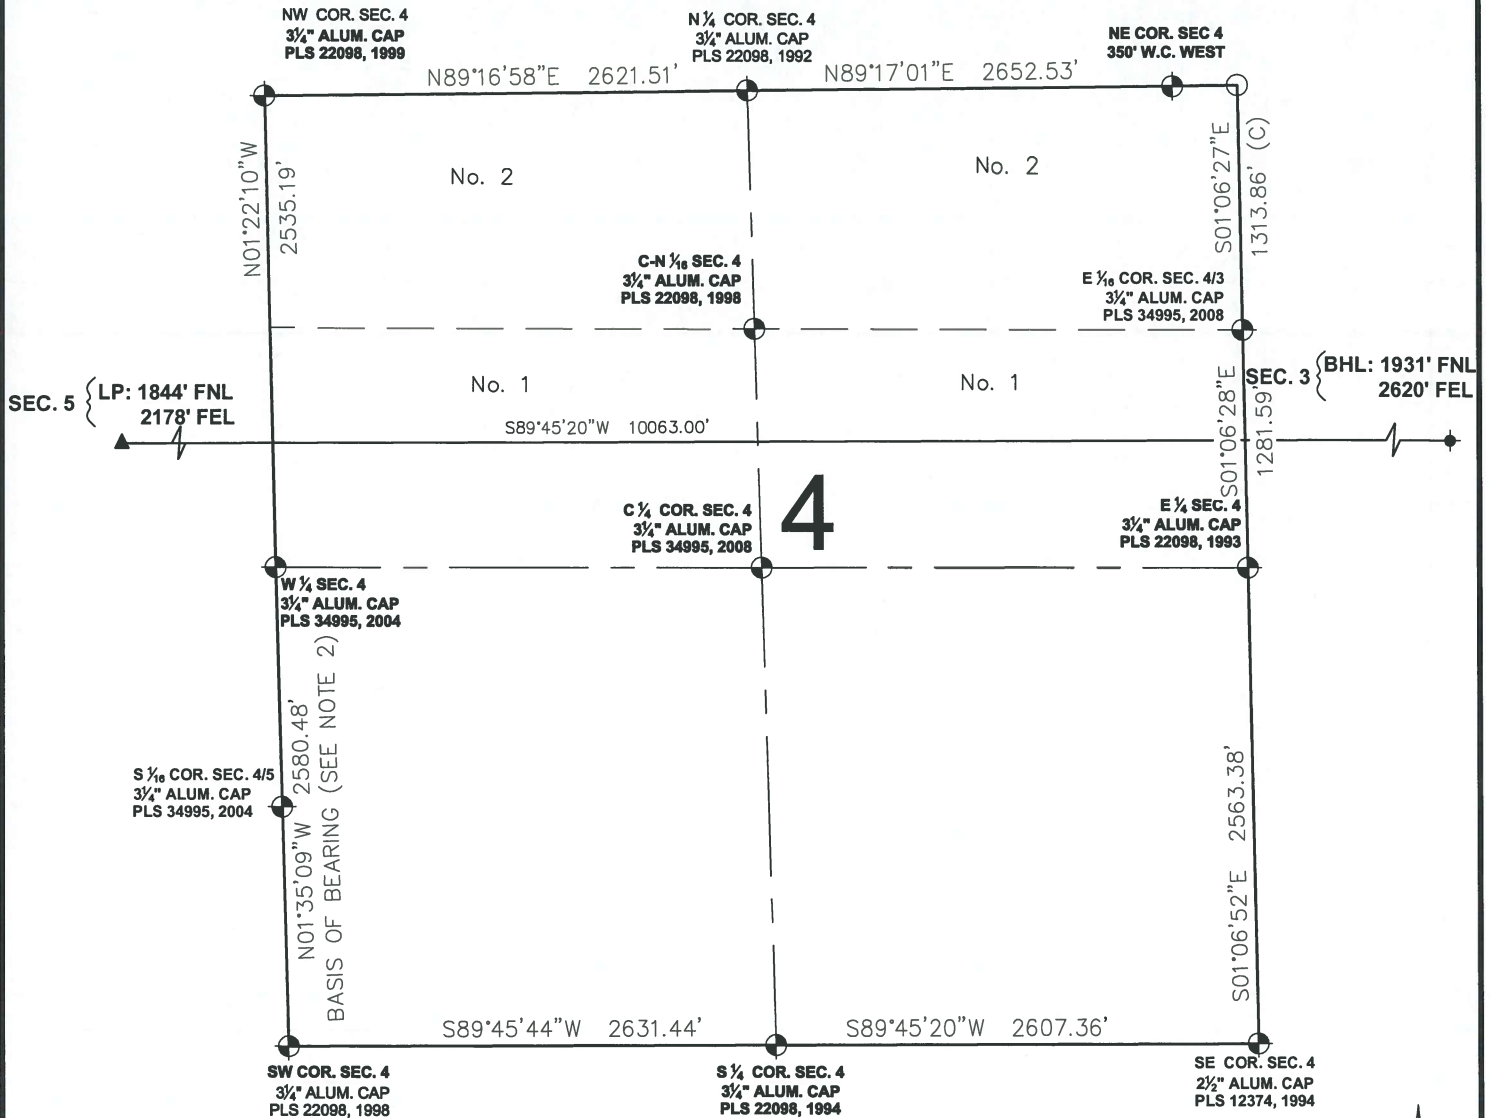 NW COR. SEC. 4
3¼" ALUM. CAP
PLS 22098, 1999
N ¼ COR. SEC. 4
3¼" ALUM. CAP
PLS 22098, 1992
NE COR. SEC 4
350' W.C. WEST
N89°16'58"E 2621.51'
N89°17'01"E 2652.53'
N01°22'10"W
2535.19'
No. 2
No. 2
S01°06'27"E
1313.86' (C)
C-N 1/16 SEC. 4
3¼" ALUM. CAP
PLS 22098, 1998
E 1/16 COR. SEC. 4/3
3¼" ALUM. CAP
PLS 34995, 2008
SEC. 5
LP: 1844' FNL
2178' FEL
No. 1
No. 1
S01°06'28"E
1281.59'
SEC. 3
BHL: 1931' FNL
2620' FEL
S89°45'20"W 10063.00'
4
C ¼ COR. SEC. 4
3¼" ALUM. CAP
PLS 34995, 2008
E ¼ SEC. 4
3¼" ALUM. CAP
PLS 22098, 1993
W ¼ SEC. 4
3¼" ALUM. CAP
PLS 34995, 2004
S 1/16 COR. SEC. 4/5
3¼" ALUM. CAP
PLS 34995, 2004
N01°35'09"W 2580.48'
BASIS OF BEARING (SEE NOTE 2)
S01°06'52"E 2563.38'
S89°45'44"W 2631.44'
S89°45'20"W 2607.36'
SW COR. SEC. 4
3¼" ALUM. CAP
PLS 22098, 1998
S ¼ COR. SEC. 4
3¼" ALUM. CAP
PLS 22098, 1994
SE COR. SEC. 4
2½" ALUM. CAP
PLS 12374, 1994